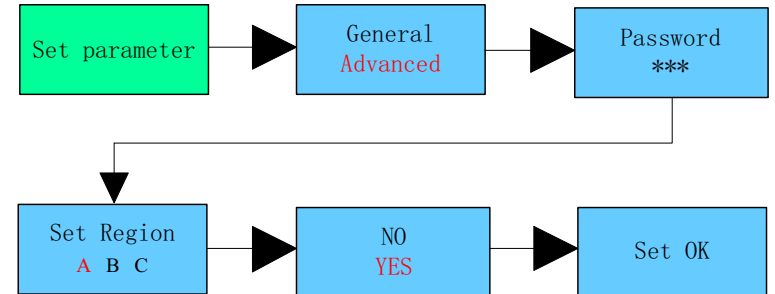 Set parameter
General
Advanced
Password
***
Set Region
A B C
NO
YES
Set OK